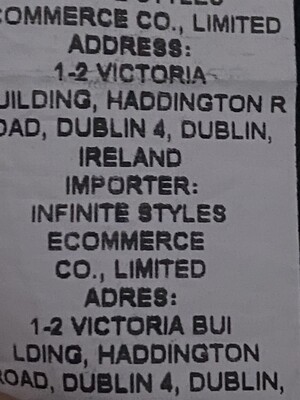 COMMERCE CO., LIMITED
ADDRESS:
1-2 VICTORIA
UILDING, HADDINGTON R
OAD, DUBLIN 4, DUBLIN,
IRELAND
IMPORTER:
INFINITE STYLES
ECOMMERCE
CO., LIMITED
ADRES:
1-2 VICTORIA BUI
LDING, HADDINGTON
ROAD, DUBLIN 4, DUBLIN,